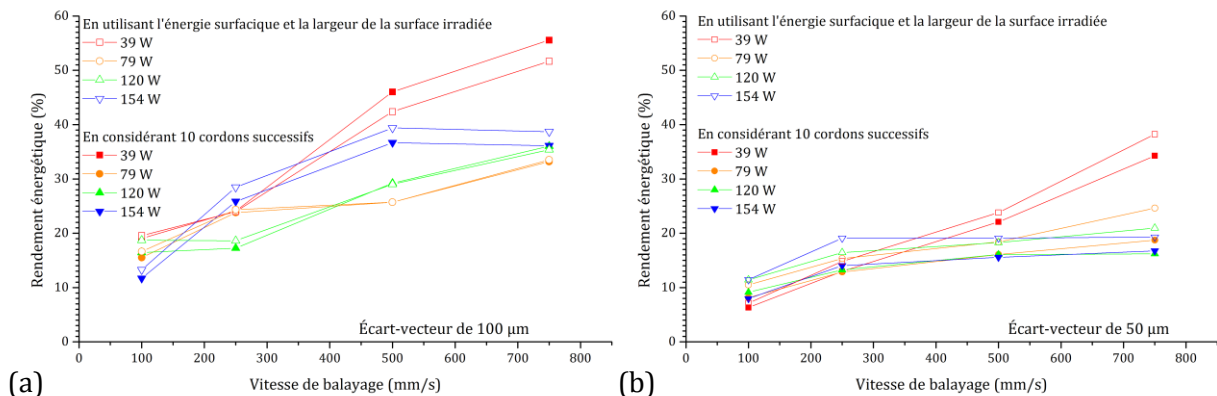 En utilisant l'énergie surfacique et la largeur de la surface irradiée
39 W
79 W
120 W
154 W
En considérant 10 cordons successifs
39 W
79 W
120 W
154 W
Écart-vecteur de 100 μm
60
50
40
30
20
10
0
Rendement énergétique (%)
0 100 200 300 400 500 600 700 800
Vitesse de balayage (mm/s)
(a)
En utilisant l'énergie surfacique et la largeur de la surface irradiée
39 W
79 W
120 W
154 W
En considérant 10 cordons successifs
39 W
79 W
120 W
154 W
Écart-vecteur de 50 μm
60
50
40
30
20
10
0
Rendement énergétique (%)
0 100 200 300 400 500 600 700 800
Vitesse de balayage (mm/s)
(b)